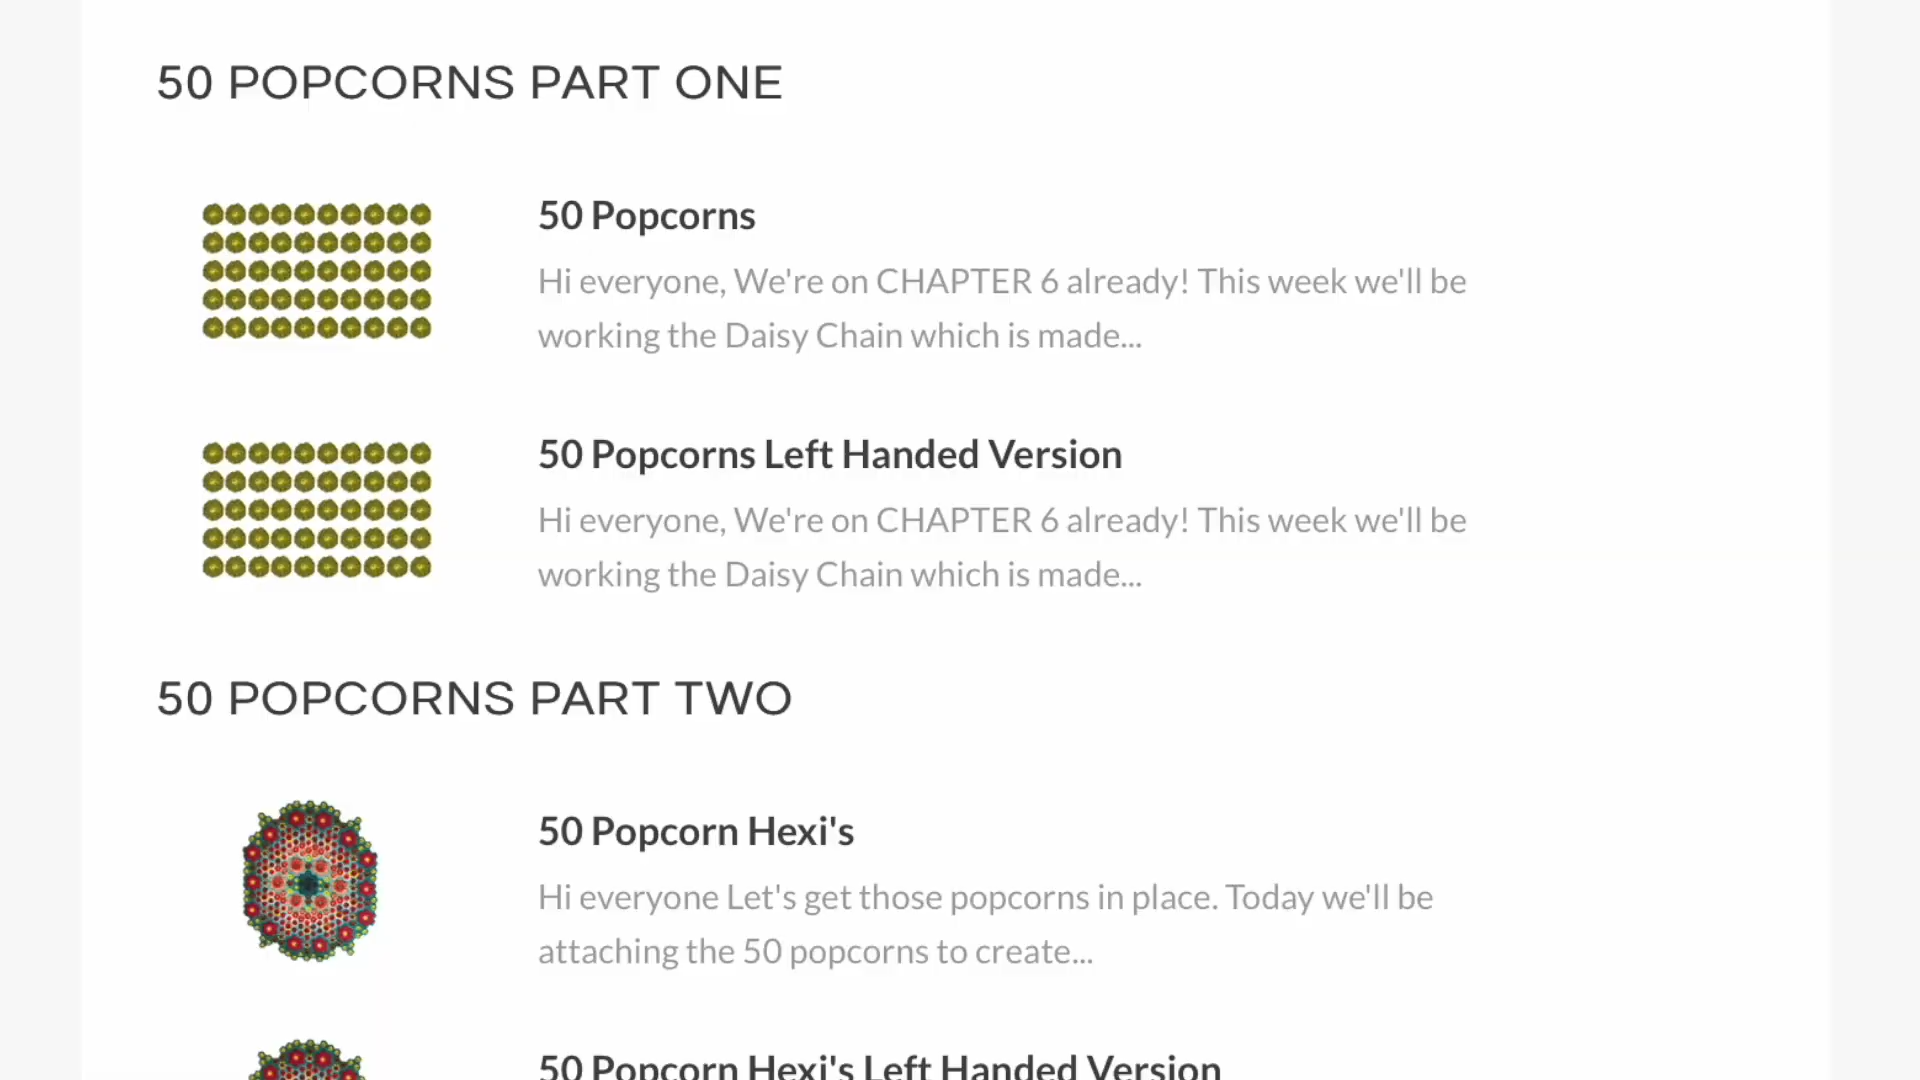 50 POPCORNS PART ONE
50 Popcorns
Hi everyone, We're on CHAPTER 6 already! This week we'll be
working the Daisy Chain which is made...
50 Popcorns Left Handed Version
Hi everyone, We're on CHAPTER 6 already! This week we'll be
working the Daisy Chain which is made...
50 POPCORNS PART TWO
50 Popcorn Hexi's
Hi everyone Let's get those popcorns in place. Today we'll be
attaching the 50 popcorns to create...
50 Popcorn Hexi's Left Handed Version